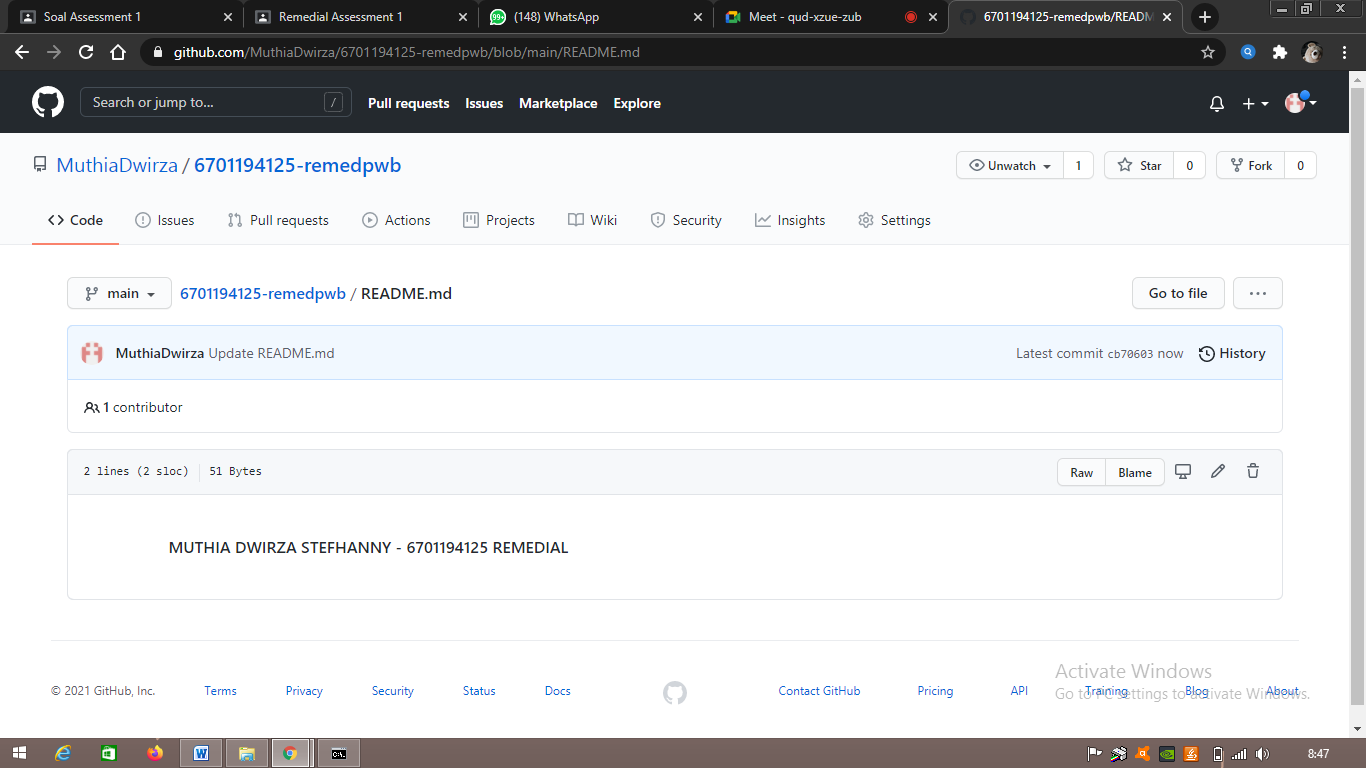 Soal Assessment 1
Remedial Assessment 1
99+ (148) WhatsApp
Meet - qud-xzue-zub
6701194125-remedpwb/READM
github.com/MuthiaDwirza/6701194125-remedpwb/blob/main/README.md
Search or jump to... /
Pull requests Issues Marketplace Explore
MuthiaDwirza / 6701194125-remedpwb
Unwatch 1 Star 0 Fork 0
Code Issues Pull requests Actions Projects Wiki Security Insights Settings
main 6701194125-remedpwb / README.md Go to file
MuthiaDwirza Update README.md Latest commit cb70603 now History
1 contributor
2 lines (2 sloc) 51 Bytes Raw Blame
MUTHIA DWIRZA STEFHANNY - 6701194125 REMEDIAL
© 2021 GitHub, Inc. Terms Privacy Security Status Docs Contact GitHub Pricing API Training Blog About
Activate Windows
Go to PC settings to activate Windows.
C:\.
8:47